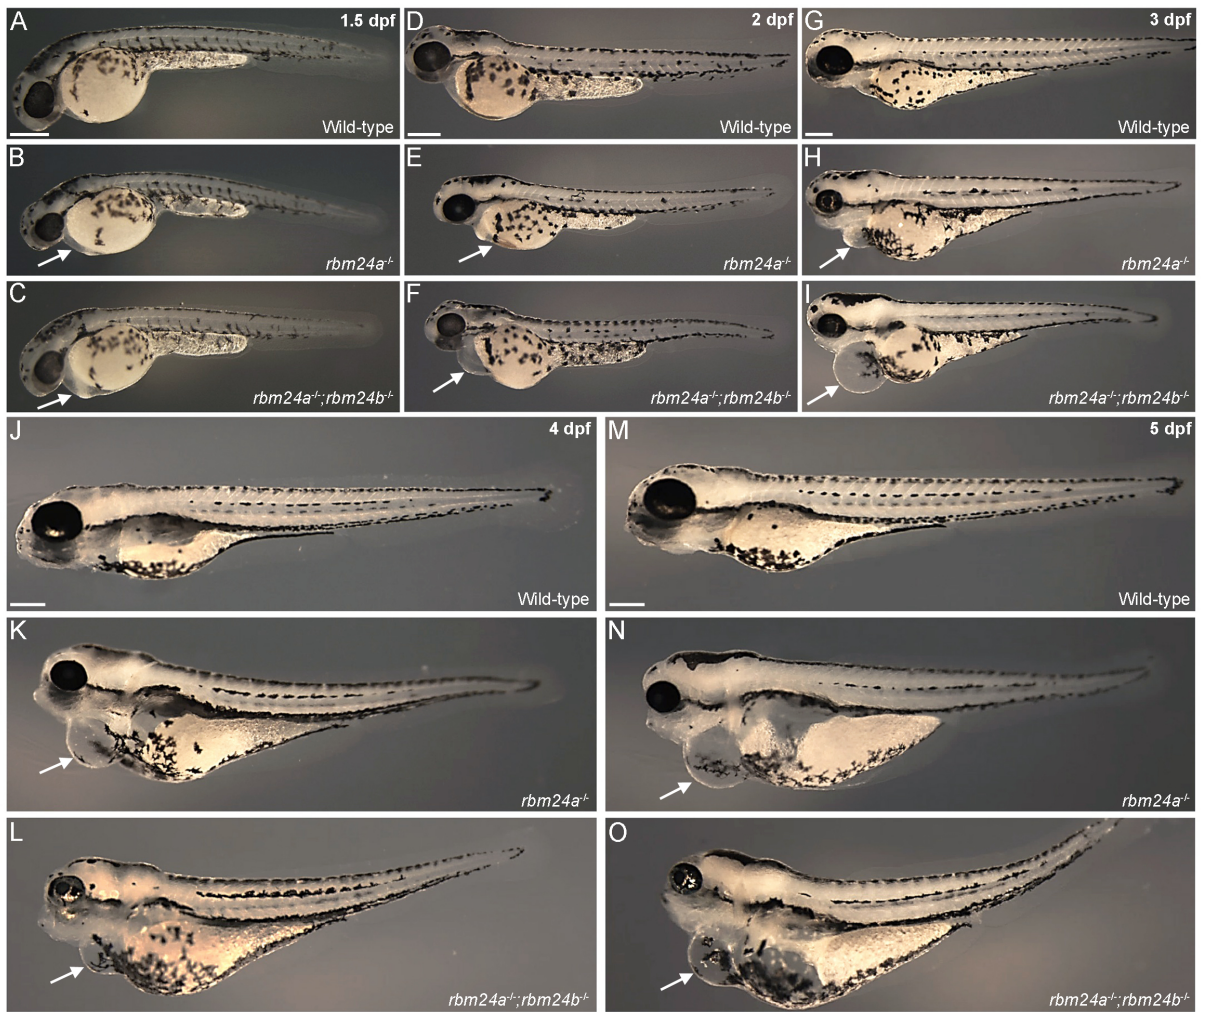 A 1.5 dpf
Wild-type
D 2 dpf
Wild-type
G 3 dpf
Wild-type
B
rbm24a-/-
E
rbm24a-/-
H
rbm24a-/-
C
rbm24a-/-;rbm24b-/-
F
rbm24a-/-;rbm24b-/-
I
rbm24a-/-;rbm24b-/-
J 4 dpf
Wild-type
M 5 dpf
Wild-type
K
rbm24a-/-
N
rbm24a-/-
L
rbm24a-/-;rbm24b-/-
O
rbm24a-/-;rbm24b-/-